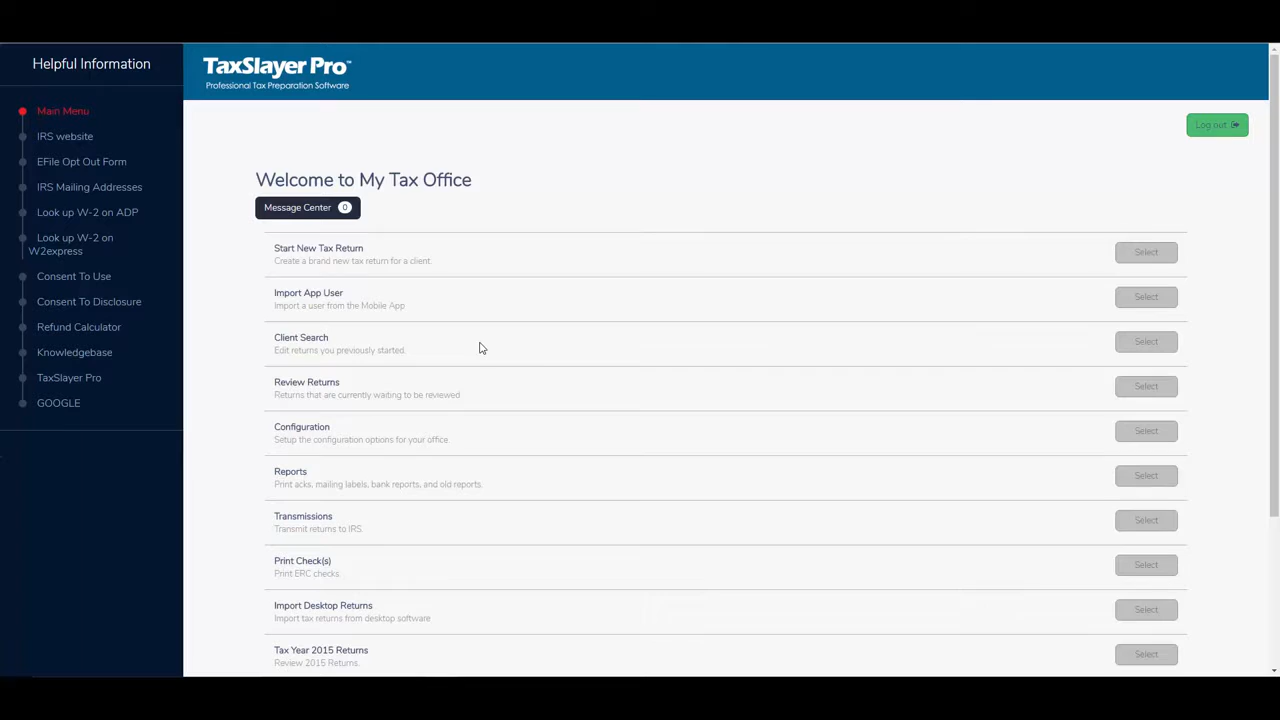 Helpful Information
Main Menu
IRS website
EFile Opt Out Form
IRS Mailing Addresses
Look up W-2 on ADP
Look up W-2 on
W2express
Consent To Use
Consent To Disclosure
Refund Calculator
Knowledgebase
TaxSlayer Pro
GOOGLE
TaxSlayer Pro™
Professional Tax Preparation Software
Log out
Welcome to My Tax Office
Message Center 0
Start New Tax Return
Create a brand new tax return for a client.
Select
Import App User
Import a user from the Mobile App
Select
Client Search
Edit returns you previously started.
Select
Review Returns
Returns that are currently waiting to be reviewed
Select
Configuration
Setup the configuration options for your office.
Select
Reports
Print acks, mailing labels, bank reports, and old reports.
Select
Transmissions
Transmit returns to IRS.
Select
Print Check(s)
Print ERC checks.
Select
Import Desktop Returns
Import tax returns from desktop software
Select
Tax Year 2015 Returns
Review 2015 Returns.
Select